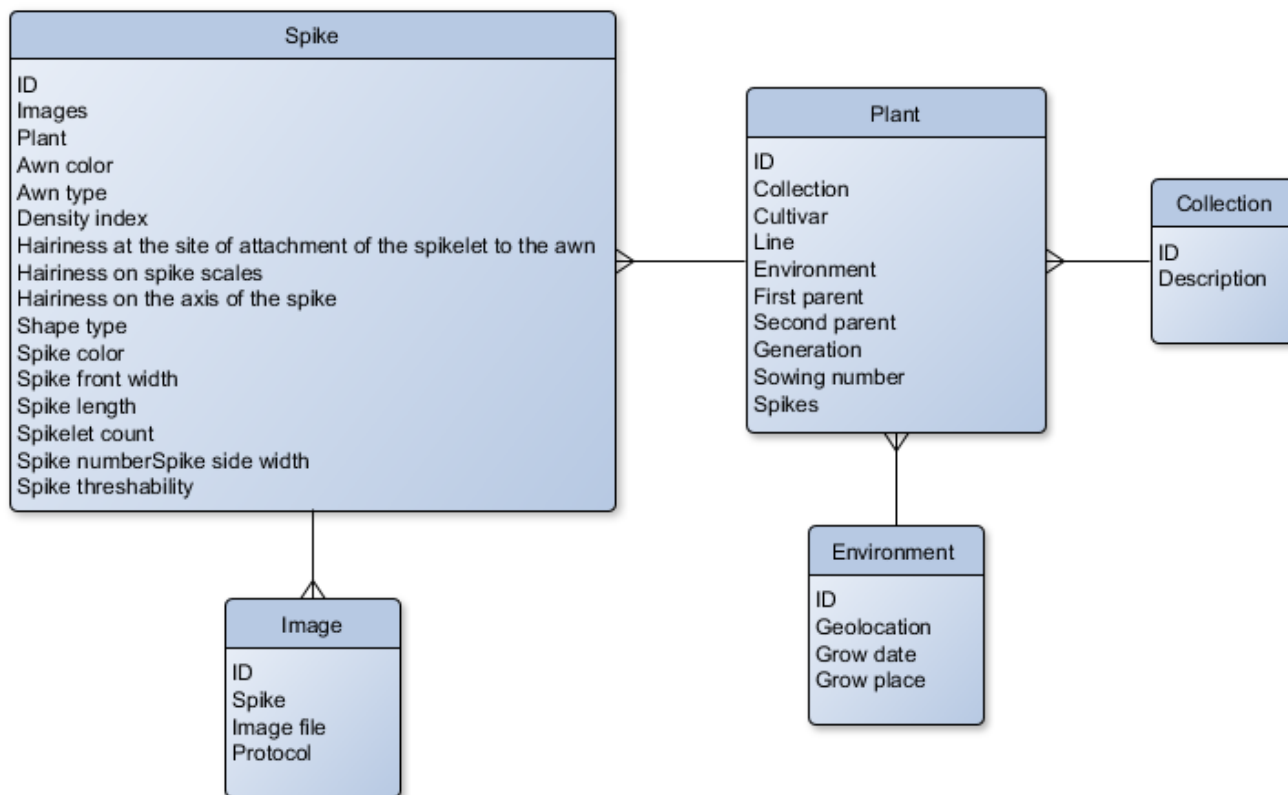 Spike
ID
Images
Plant
Awn color
Awn type
Density index
Hairiness at the site of attachment of the spikelet to the awn
Hairiness on spike scales
Hairiness on the axis of the spike
Shape type
Spike color
Spike front width
Spike length
Spikelet count
Spike numberSpike side width
Spike threshability
Plant
ID
Collection
Cultivar
Line
Environment
First parent
Second parent
Generation
Sowing number
Spikes
Collection
ID
Description
Environment
ID
Geolocation
Grow date
Grow place
Image
ID
Spike
Image file
Protocol